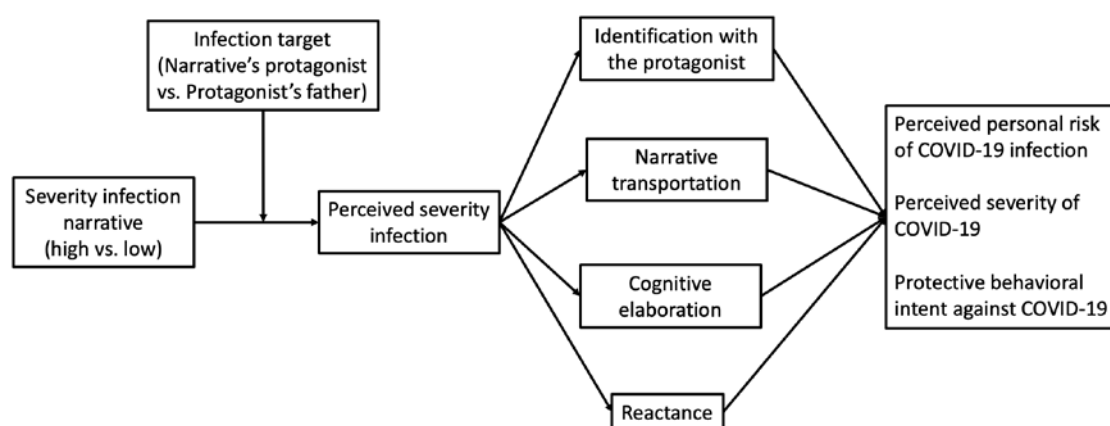 Infection target
(Narrative’s protagonist
vs. Protagonist’s father)
Severity infection
narrative
(high vs. low)
Perceived severity
infection
Identification with
the protagonist
Narrative
transportation
Cognitive
elaboration
Reactance
Perceived personal risk
of COVID-19 infection
Perceived severity of
COVID-19
Protective behavioral
intent against COVID-19